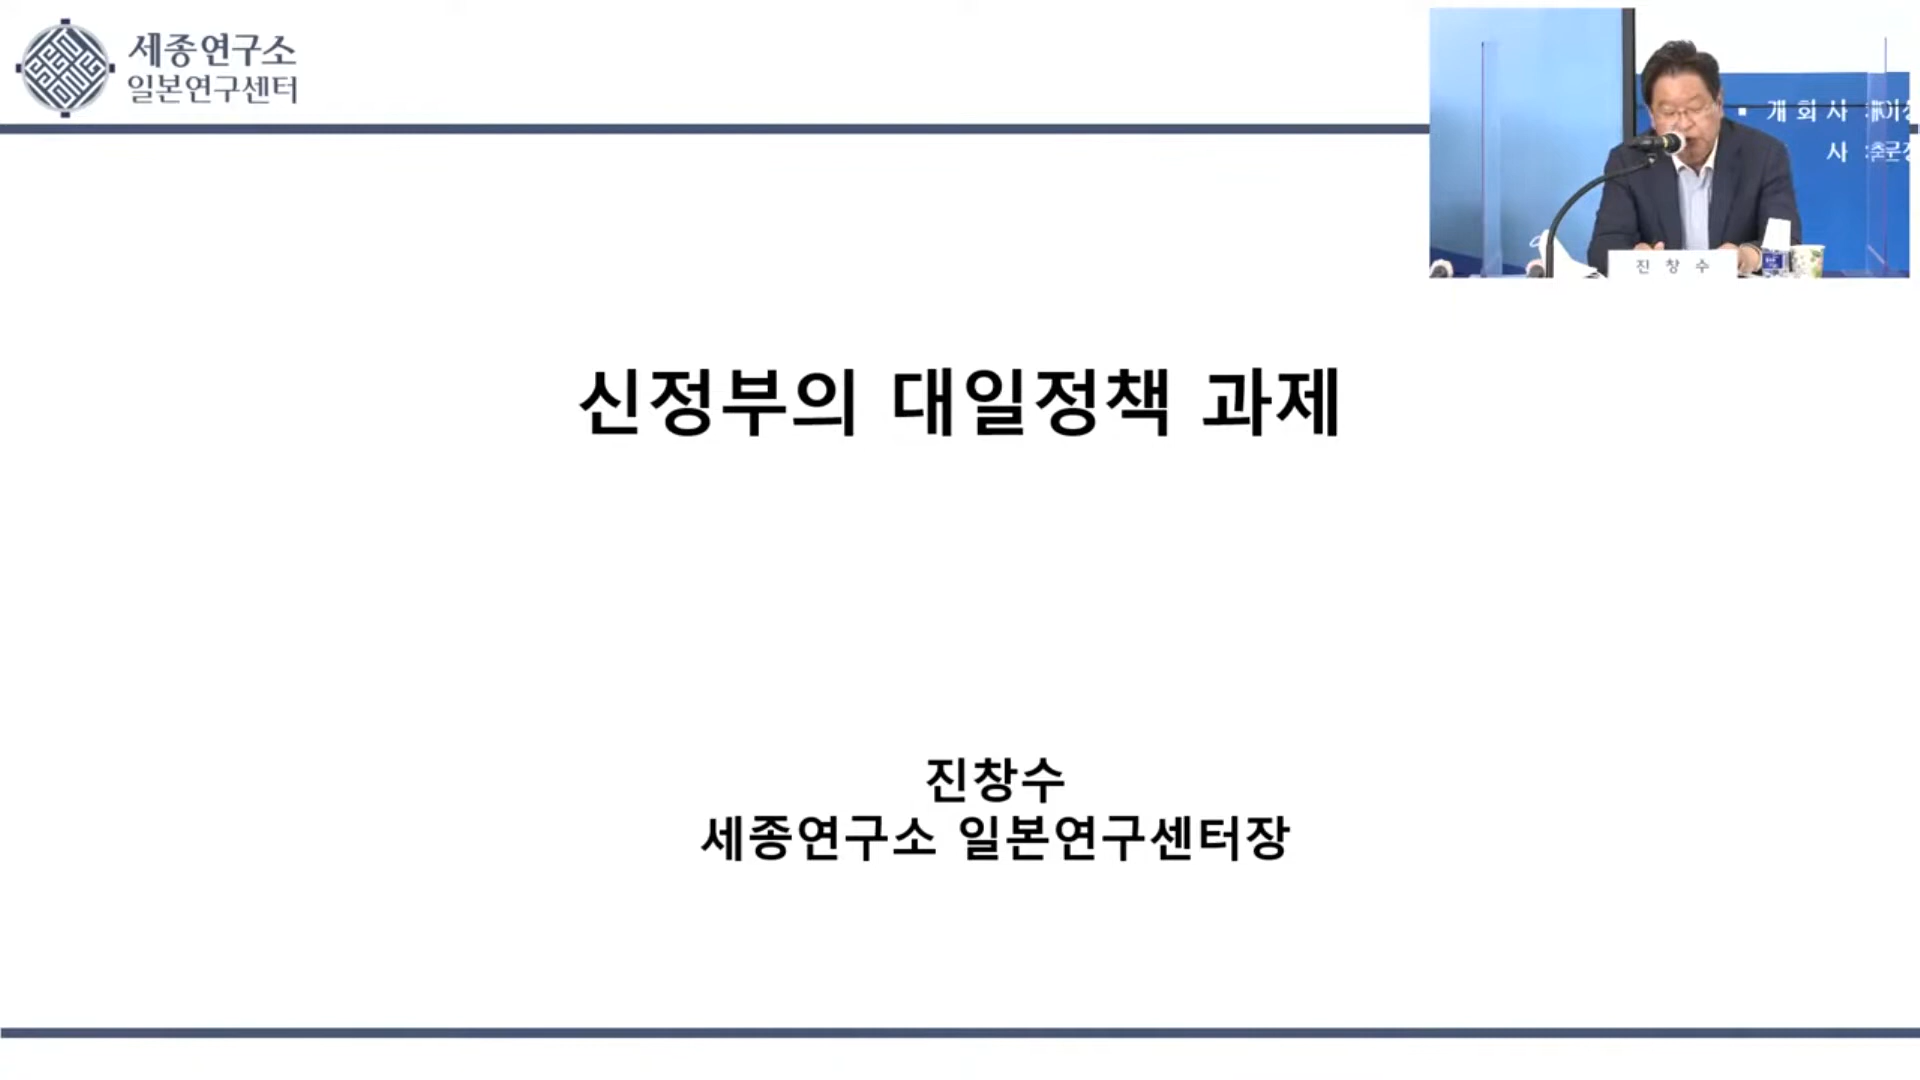 세종연구소
일본연구센터
개 회 사
사
신정부의 대일정책 과제
진 창 수
진창수
세종연구소 일본연구센터장